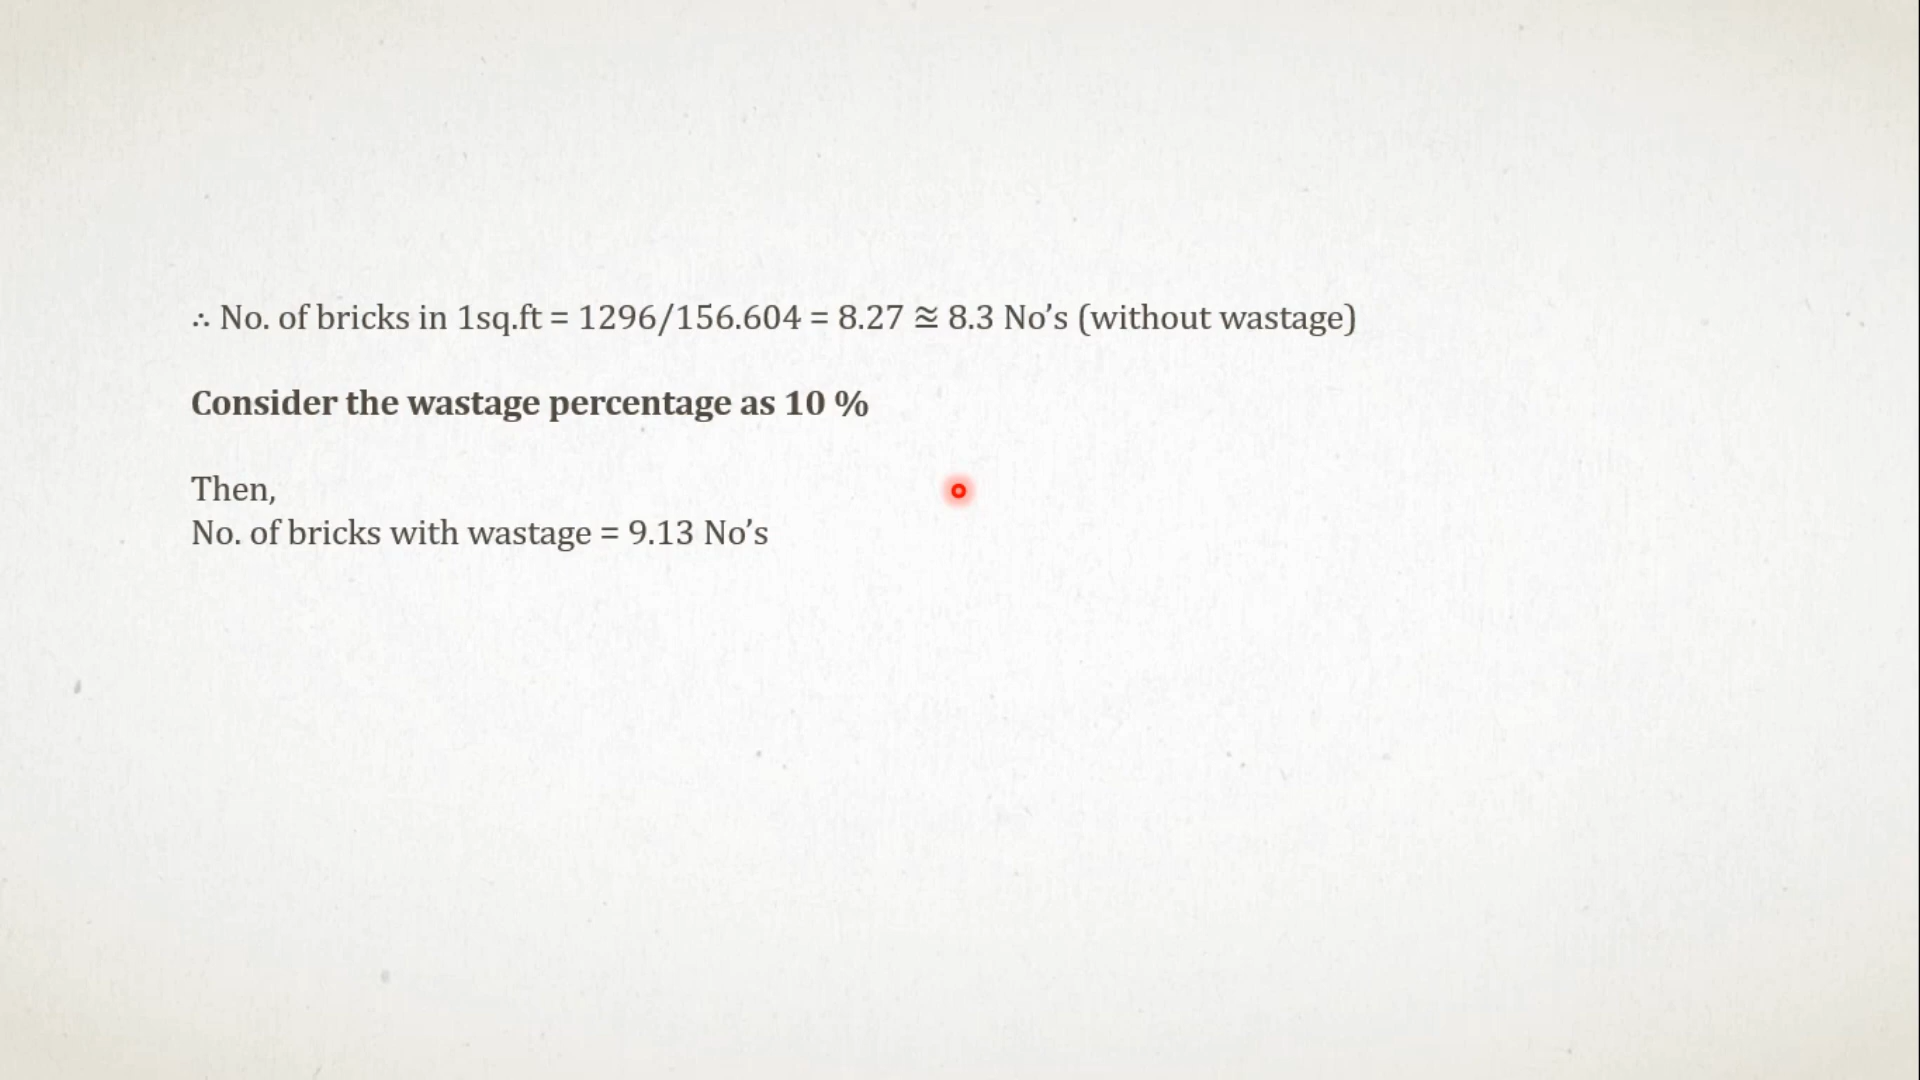 ∴ No. of bricks in 1sq.ft = 1296/156.604 = 8.27 ≅ 8.3 No’s (without wastage)
Consider the wastage percentage as 10 %
Then,
No. of bricks with wastage = 9.13 No’s